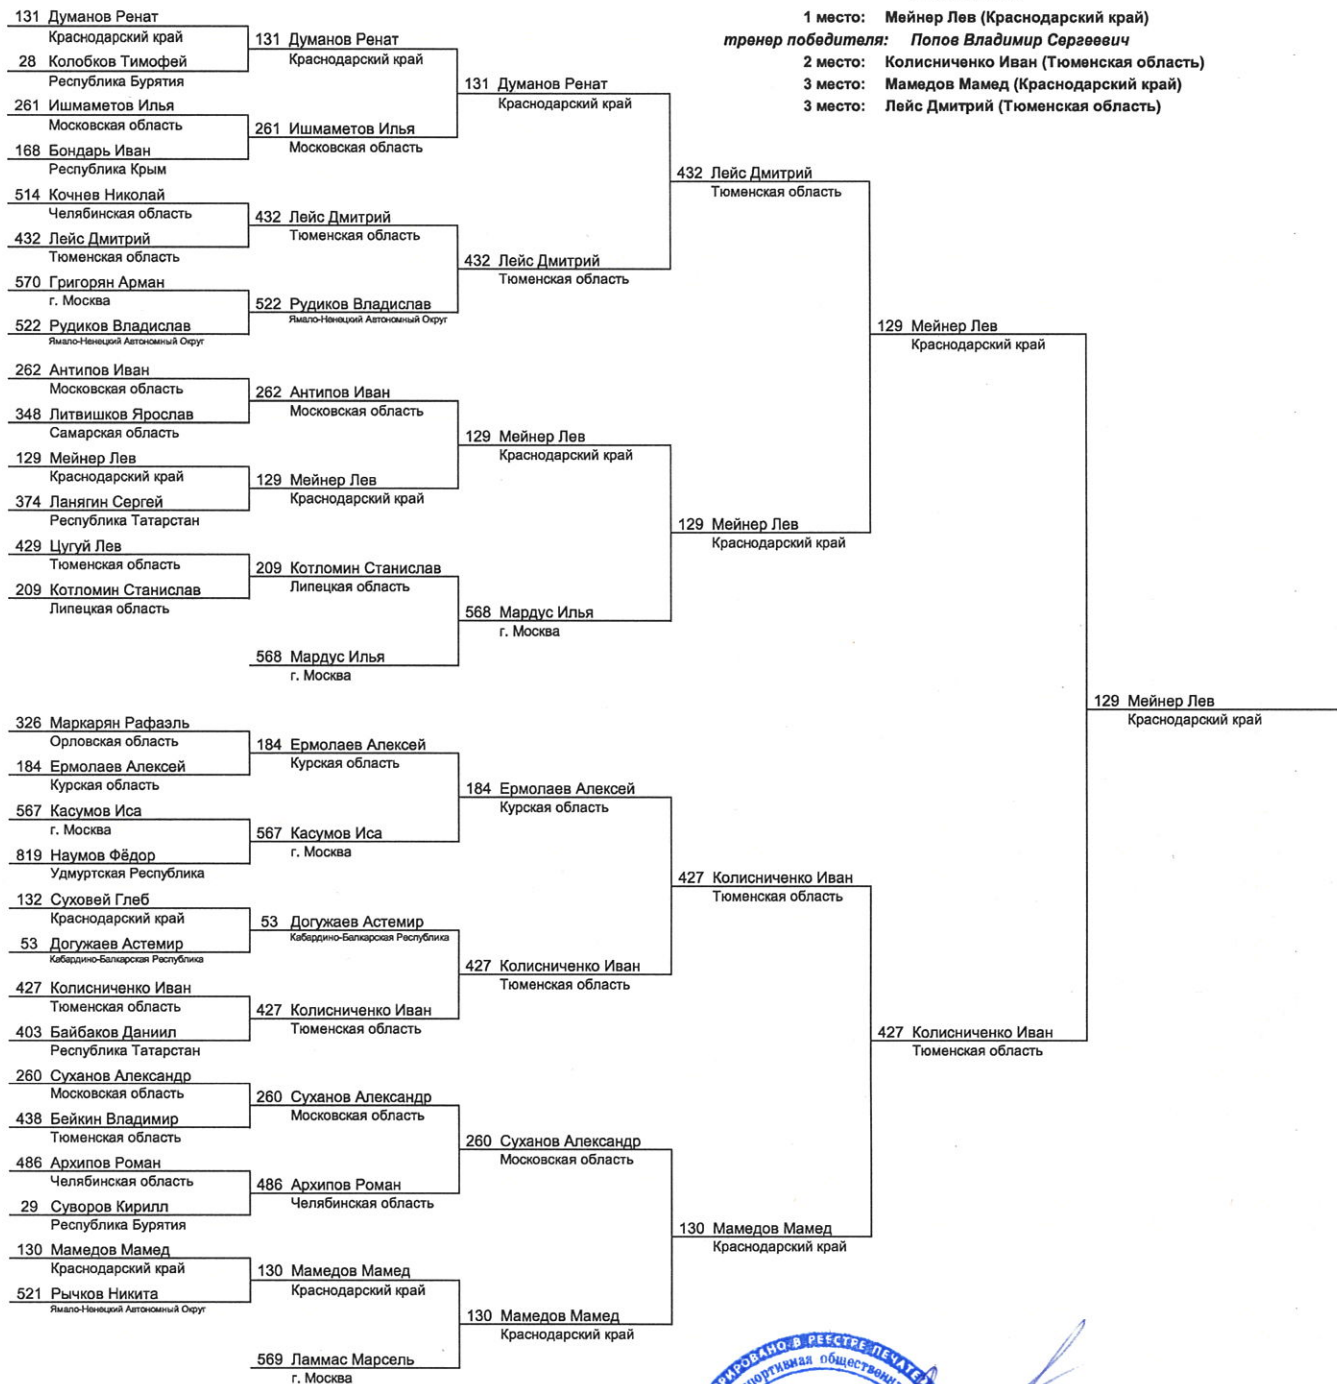 1 место: Мейнер Лев (Краснодарский край)
тренер победителя: Попов Владимир Сергеевич
2 место: Колисниченко Иван (Тюменская область)
3 место: Мамедов Мамед (Краснодарский край)
3 место: Лейс Дмитрий (Тюменская область)
131 Думанов Ренат
Краснодарский край
28 Колобков Тимофей
Республика Бурятия
261 Ишмаметов Илья
Московская область
168 Бондарь Иван
Республика Крым
514 Кочнев Николай
Челябинская область
432 Лейс Дмитрий
Тюменская область
570 Григорян Арман
г. Москва
522 Рудиков Владислав
Ямало-Ненецкий Автономный Округ
262 Антипов Иван
Московская область
348 Литвишков Ярослав
Самарская область
129 Мейнер Лев
Краснодарский край
374 Ланягин Сергей
Республика Татарстан
429 Цугуй Лев
Тюменская область
209 Котломин Станислав
Липецкая область
326 Маркарян Рафаэль
Орловская область
184 Ермолаев Алексей
Курская область
567 Касумов Иса
г. Москва
819 Наумов Фёдор
Удмуртская Республика
132 Суховей Глеб
Краснодарский край
53 Догужаев Астемир
Кабардино-Балкарская Республика
427 Колисниченко Иван
Тюменская область
403 Байбаков Даниил
Республика Татарстан
260 Суханов Александр
Московская область
438 Бейкин Владимир
Тюменская область
486 Архипов Роман
Челябинская область
29 Суворов Кирилл
Республика Бурятия
130 Мамедов Мамед
Краснодарский край
521 Рычков Никита
Ямало-Ненецкий Автономный Округ
131 Думанов Ренат
Краснодарский край
261 Ишмаметов Илья
Московская область
432 Лейс Дмитрий
Тюменская область
522 Рудиков Владислав
Ямало-Ненецкий Автономный Округ
262 Антипов Иван
Московская область
129 Мейнер Лев
Краснодарский край
209 Котломин Станислав
Липецкая область
568 Мардус Илья
г. Москва
184 Ермолаев Алексей
Курская область
567 Касумов Иса
г. Москва
53 Догужаев Астемир
Кабардино-Балкарская Республика
427 Колисниченко Иван
Тюменская область
260 Суханов Александр
Московская область
486 Архипов Роман
Челябинская область
130 Мамедов Мамед
Краснодарский край
569 Ламмас Марсель
г. Москва
131 Думанов Ренат
Краснодарский край
432 Лейс Дмитрий
Тюменская область
129 Мейнер Лев
Краснодарский край
568 Мардус Илья
г. Москва
184 Ермолаев Алексей
Курская область
427 Колисниченко Иван
Тюменская область
260 Суханов Александр
Московская область
130 Мамедов Мамед
Краснодарский край
432 Лейс Дмитрий
Тюменская область
129 Мейнер Лев
Краснодарский край
427 Колисниченко Иван
Тюменская область
130 Мамедов Мамед
Краснодарский край
129 Мейнер Лев
Краснодарский край
427 Колисниченко Иван
Тюменская область
129 Мейнер Лев
Краснодарский край
В РЕЕСТРЕ